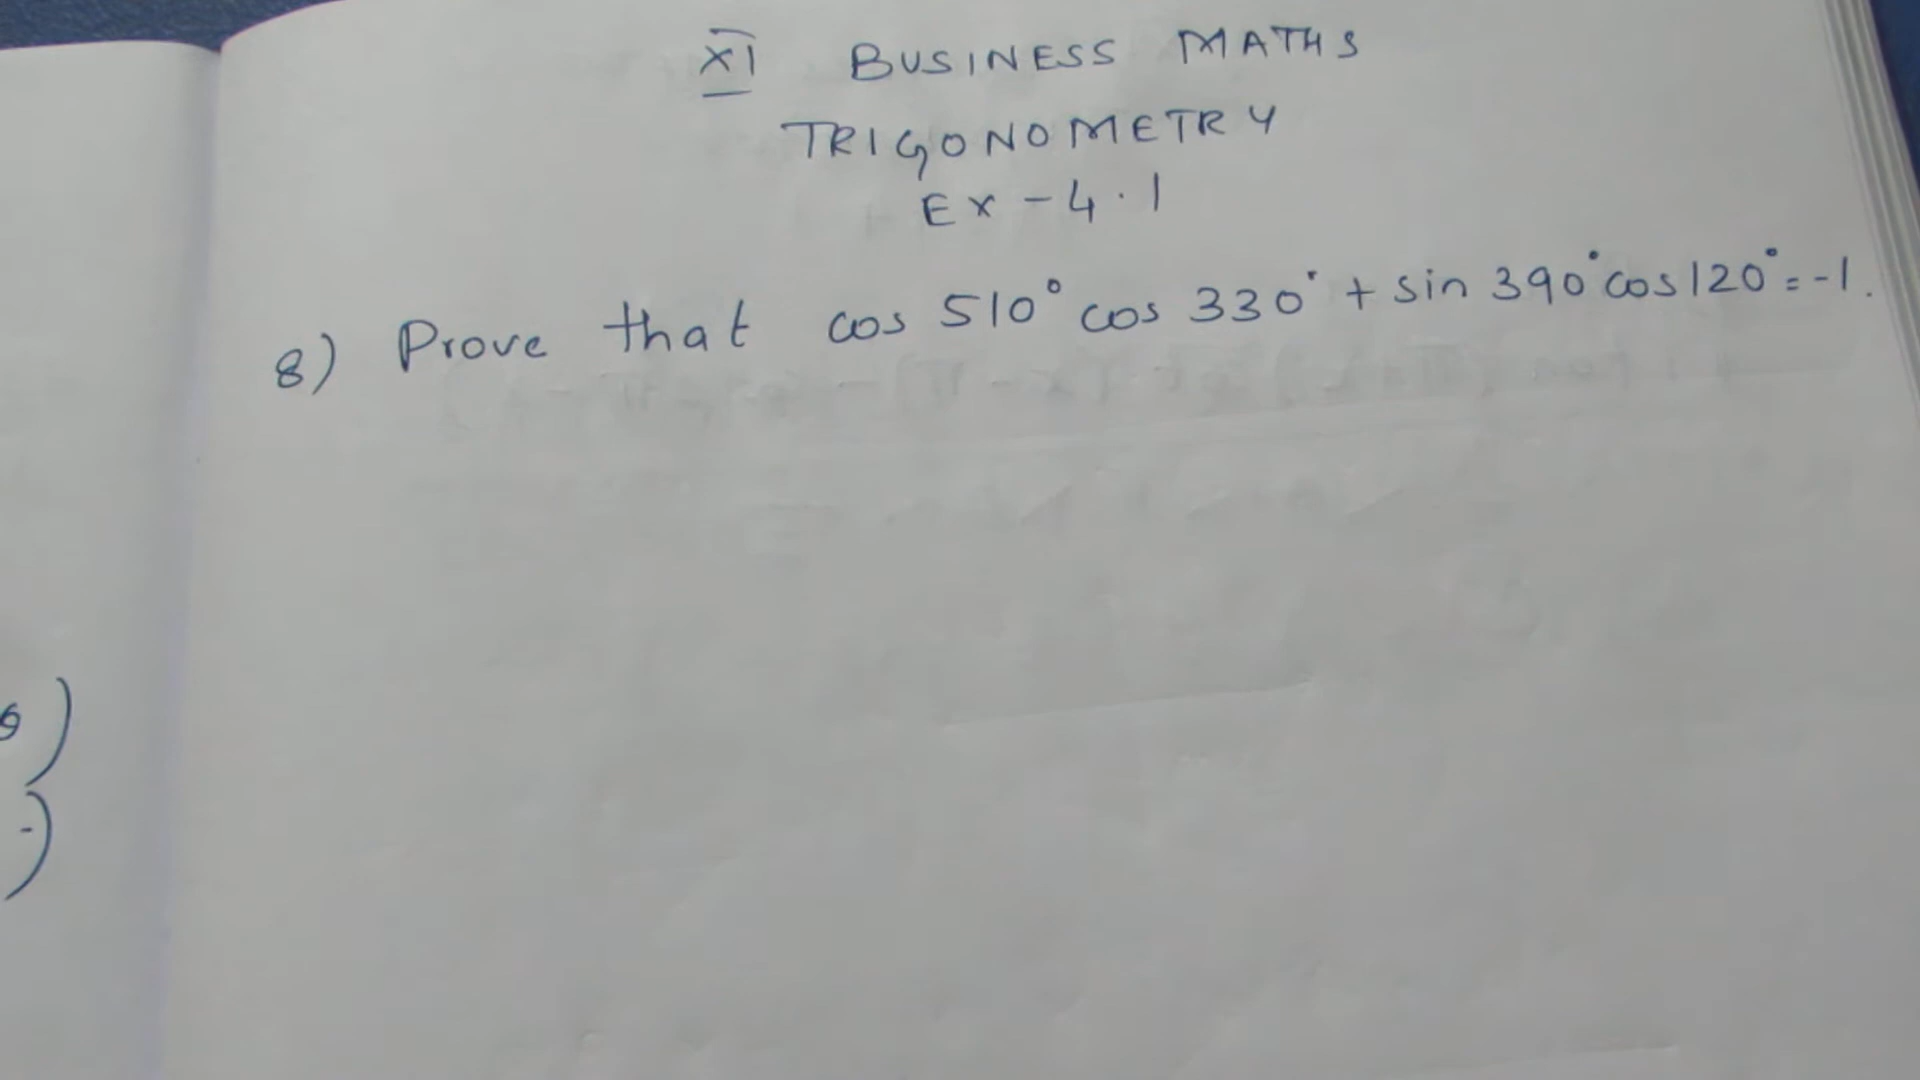 XI BUSINESS MATHS
TRIGONOMETRY
Ex - 4.1
8) Prove that cos 510° cos 330° + sin 390° cos 120° = -1.
)
-)